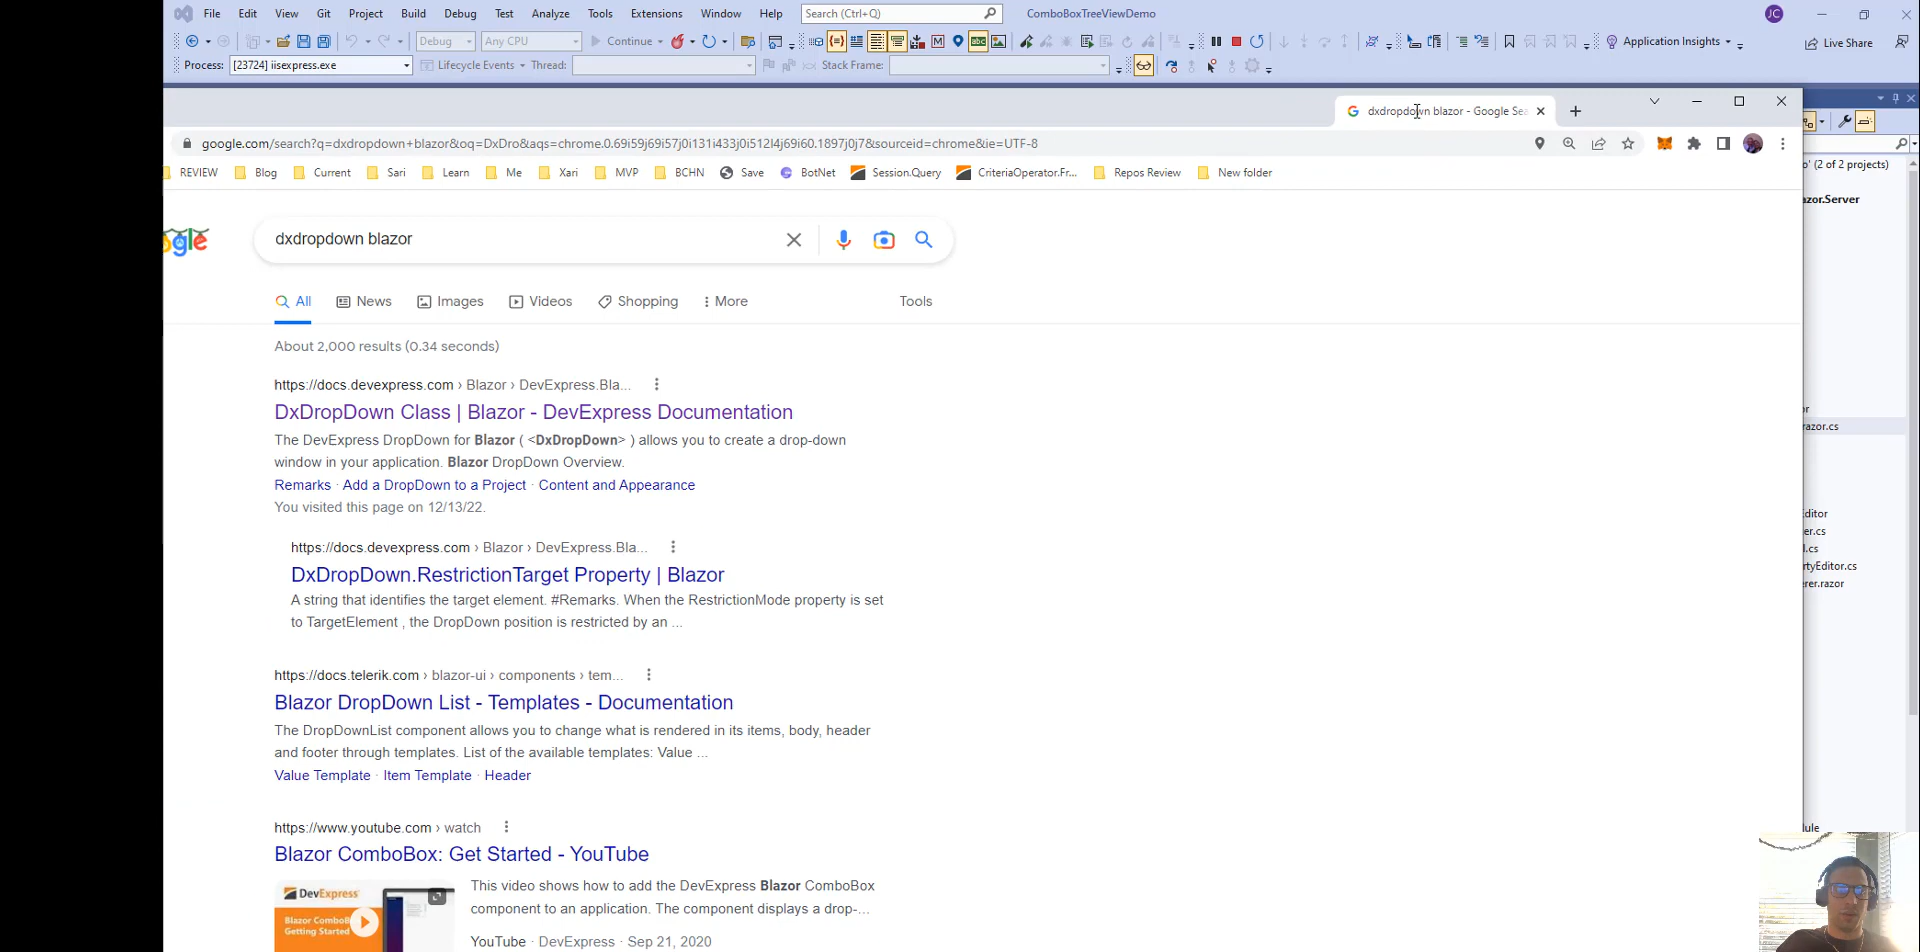 File Edit View Git Project Build Debug Test Analyze Tools Extensions Window Help Search (Ctrl+Q) ComboBoxTreeViewDemo JC
Debug Any CPU Continue Application Insights Live Share
Process: [23724] iisexpress.exe Lifecycle Events Thread: Stack Frame:
dxdropdown blazor - Google Sea
google.com/search?q=dxdropdown+blazor&oq=DxDro&aqs=chrome.0.69i59j69i57j0i131i433j0i512l4j69i60.1897j0j7&sourceid=chrome&ie=UTF-8
REVIEW Blog Current Sari Learn Me Xari MVP BCHN Save BotNet Session.Query CriteriaOperator.Fr... Repos Review New folder
o' (2 of 2 projects)
azor.Server
ogle dxdropdown blazor
All News Images Videos Shopping More Tools
About 2,000 results (0.34 seconds)
https://docs.devexpress.com › Blazor › DevExpress.Bla...
DxDropDown Class | Blazor - DevExpress Documentation
The DevExpress DropDown for Blazor ( <DxDropDown> ) allows you to create a drop-down
window in your application. Blazor DropDown Overview.
Remarks · Add a DropDown to a Project · Content and Appearance
You visited this page on 12/13/22.
https://docs.devexpress.com › Blazor › DevExpress.Bla...
DxDropDown.RestrictionTarget Property | Blazor
A string that identifies the target element. #Remarks. When the RestrictionMode property is set
to TargetElement , the DropDown position is restricted by an ...
https://docs.telerik.com › blazor-ui › components › tem...
Blazor DropDown List - Templates - Documentation
The DropDownList component allows you to change what is rendered in its items, body, header
and footer through templates. List of the available templates: Value ...
Value Template · Item Template · Header
https://www.youtube.com › watch
Blazor ComboBox: Get Started - YouTube
DevExpress
Blazor ComboB
Getting Started
This video shows how to add the DevExpress Blazor ComboBox
component to an application. The component displays a drop-...
YouTube · DevExpress · Sep 21, 2020
or
razor.cs
Editor
er.cs
l.cs
rtyEditor.cs
erer.razor
dule